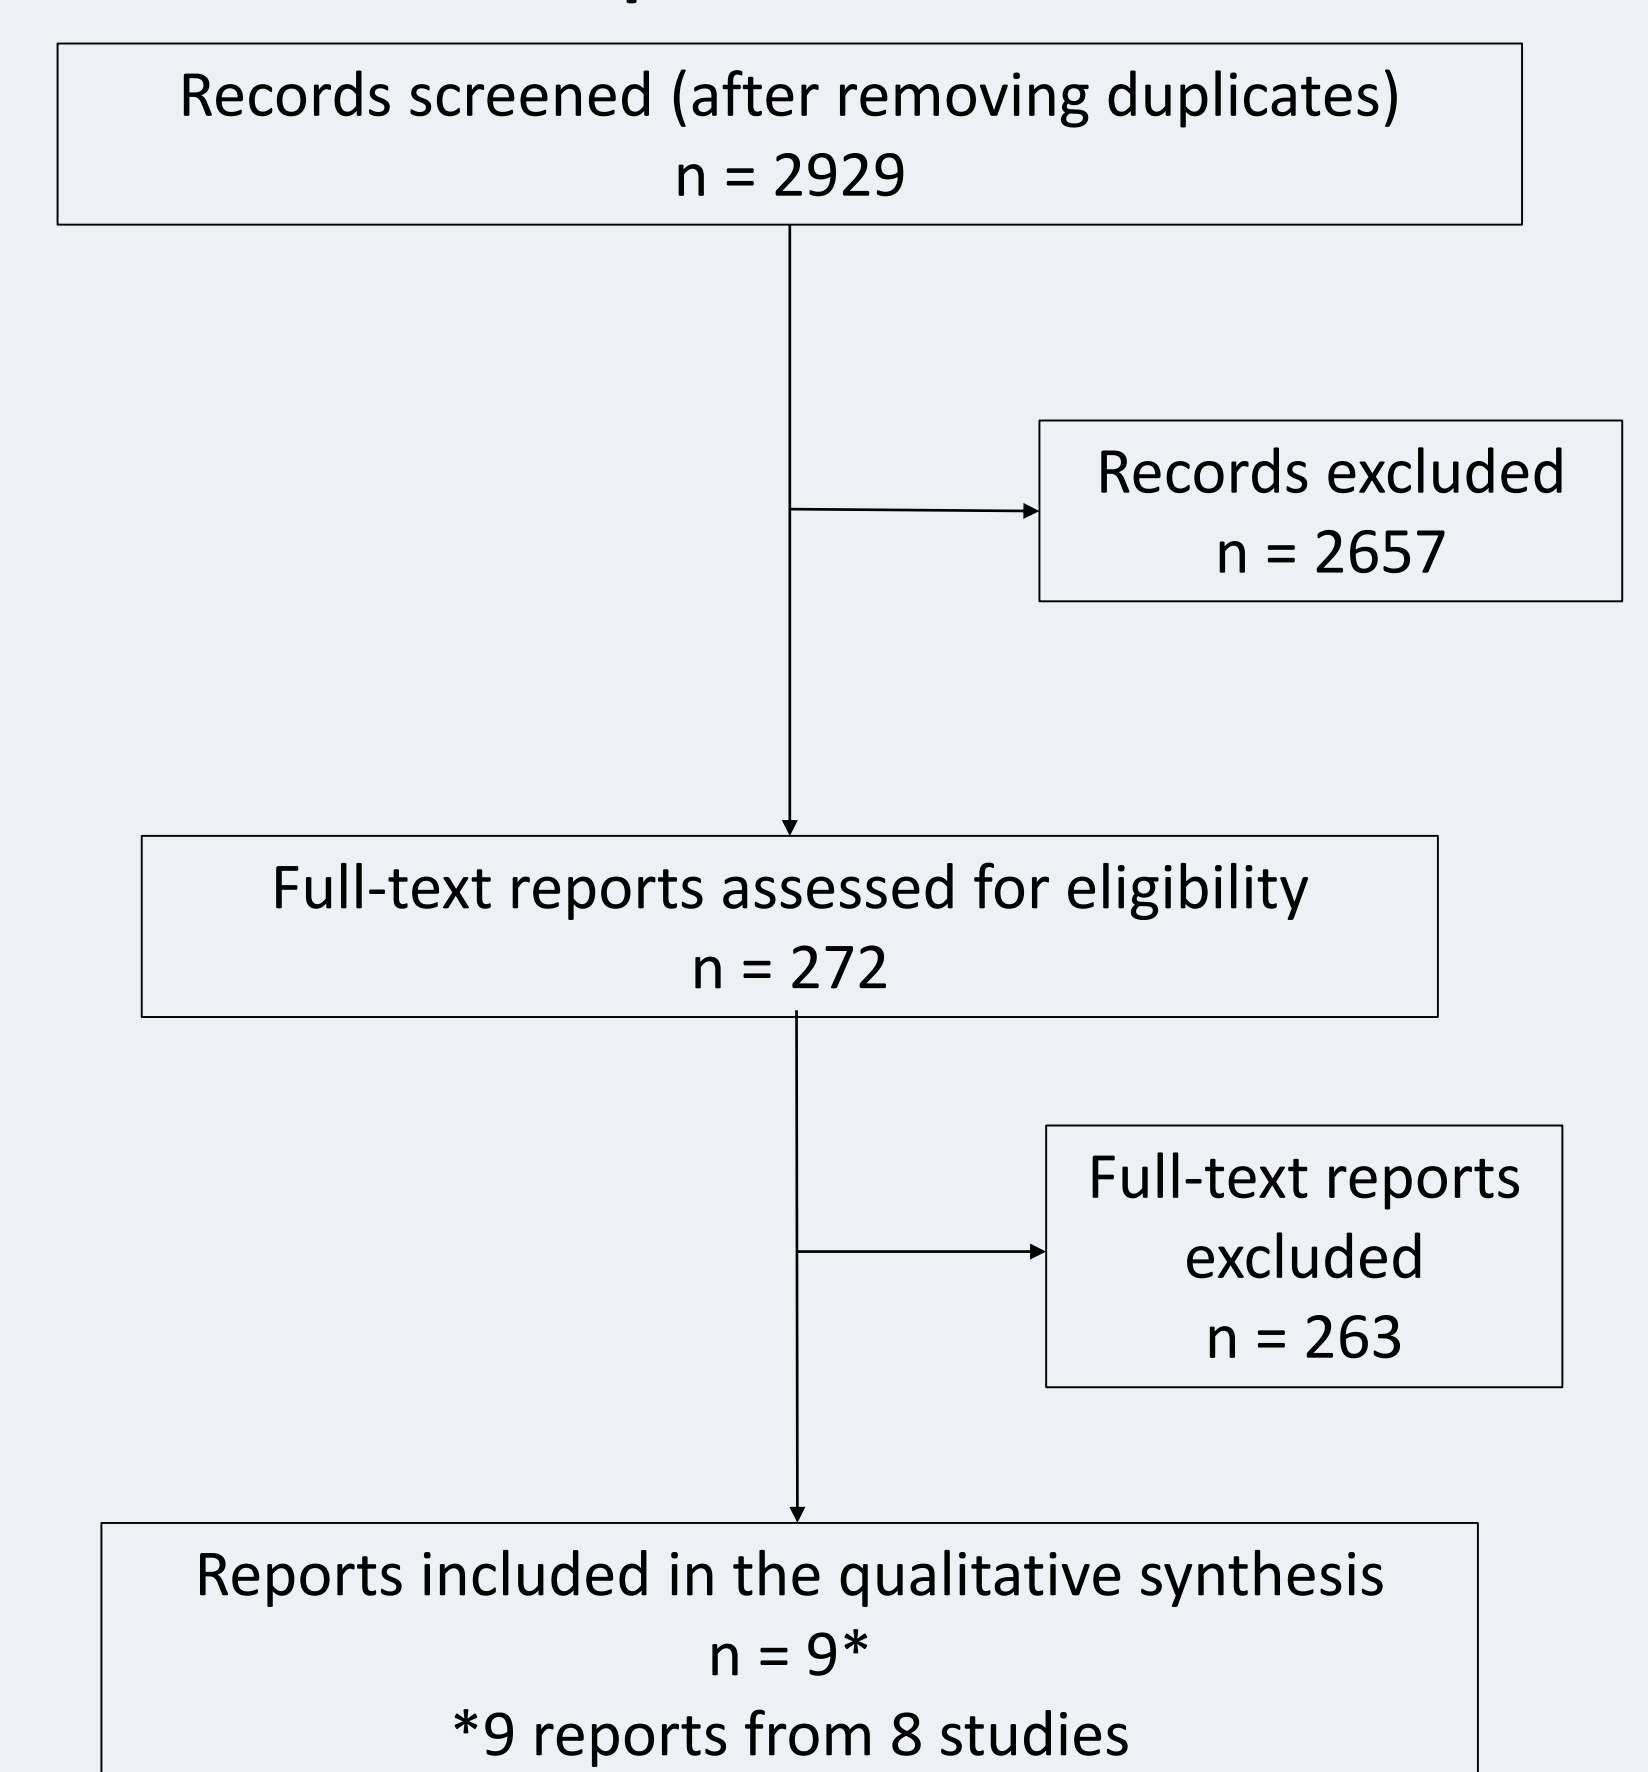 Records screened (after removing duplicates)
n = 2929
Records excluded
n = 2657
Full-text reports assessed for eligibility
n = 272
Full-text reports
excluded
n = 263
Reports included in the qualitative synthesis
n = 9*
*9 reports from 8 studies